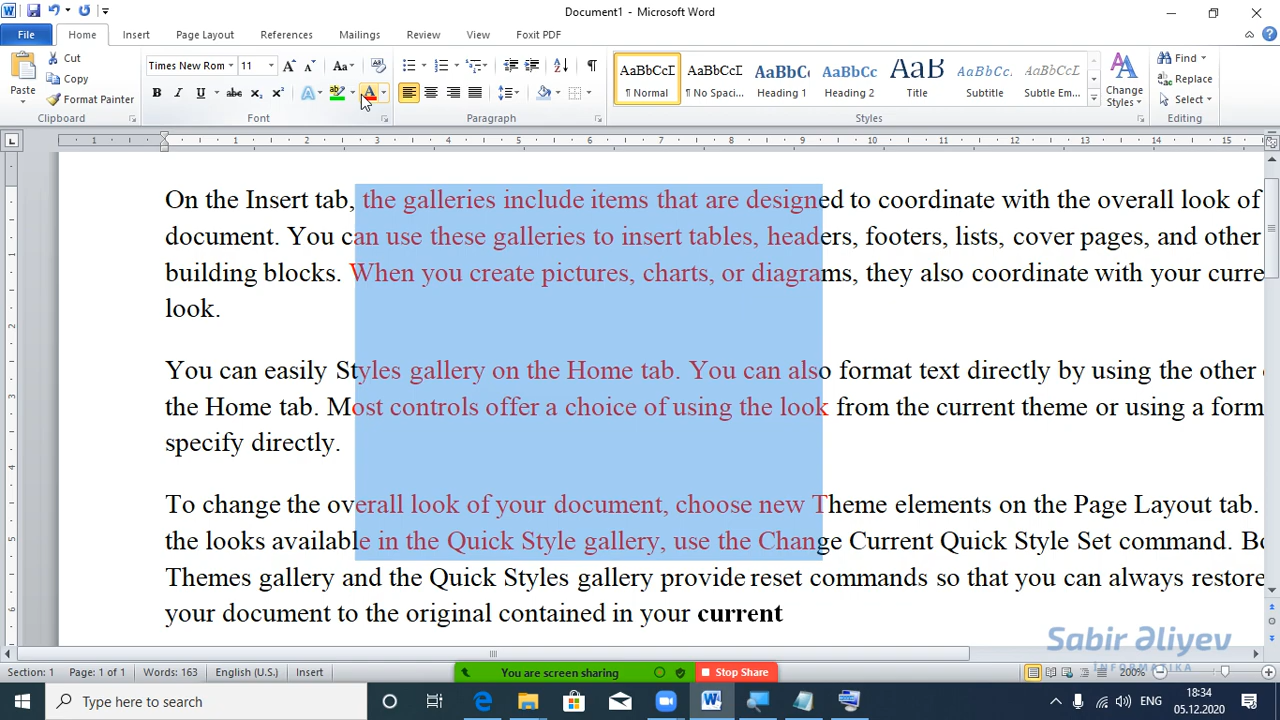 Document1 - Microsoft Word
File Home Insert Page Layout References Mailings Review View Foxit PDF
Paste Cut Copy Format Painter Clipboard
Times New Rom 11 Font
Paragraph
AaBbCcI ¶ Normal AaBbCcI ¶ No Spaci... AaBbCc Heading 1 AaBbCc Heading 2 AaB Title AaBbCcI Subtitle AaBbCcI Subtle Em...
Change Styles Styles
Find Replace Select Editing
On the Insert tab, the galleries include items that are designed to coordinate with the overall look of
document. You can use these galleries to insert tables, headers, footers, lists, cover pages, and other
building blocks. When you create pictures, charts, or diagrams, they also coordinate with your curre
look.
You can easily Styles gallery on the Home tab. You can also format text directly by using the other
the Home tab. Most controls offer a choice of using the look from the current theme or using a form
specify directly.
To change the overall look of your document, choose new Theme elements on the Page Layout tab.
the looks available in the Quick Style gallery, use the Change Current Quick Style Set command. Bo
Themes gallery and the Quick Styles gallery provide reset commands so that you can always restore
your document to the original contained in your current
Sabir Əliyev
INFORMATIKA
Section: 1 Page: 1 of 1 Words: 163 English (U.S.) Insert You are screen sharing Stop Share 200%
Type here to search ENG 18:34
05.12.2020